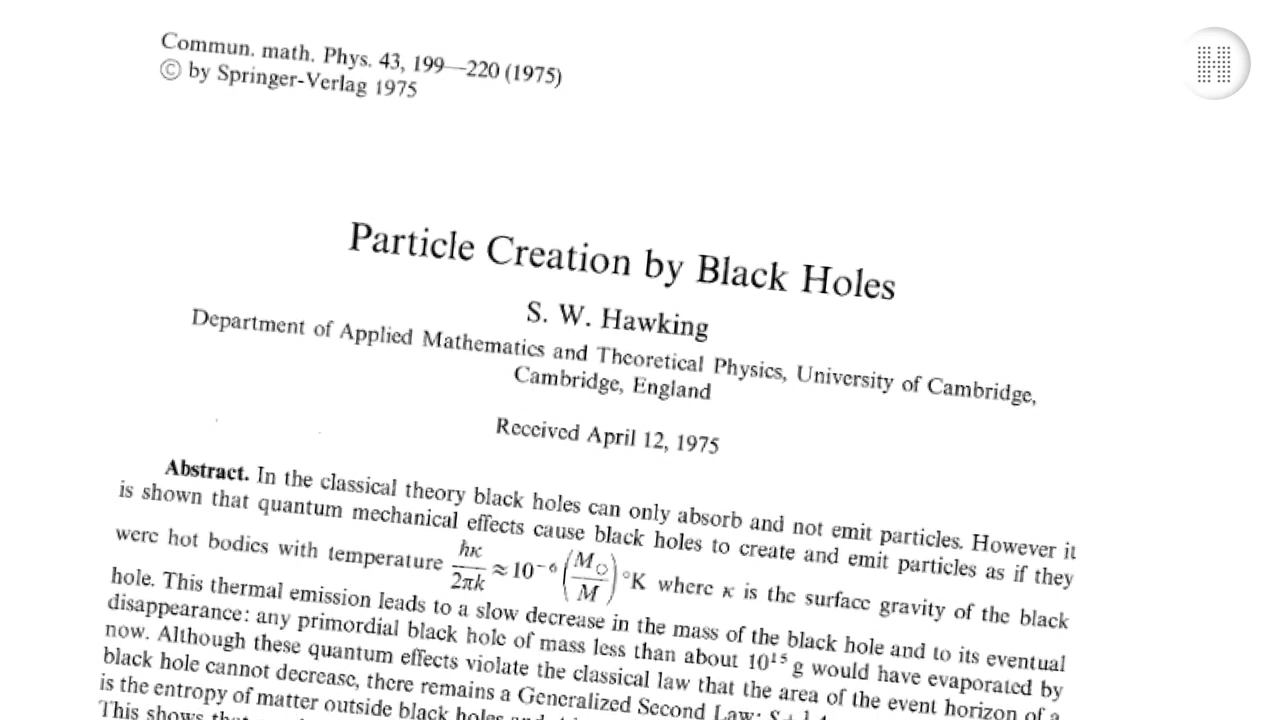 Commun. math. Phys. 43, 199—220 (1975)
© by Springer-Verlag 1975
Particle Creation by Black Holes
S. W. Hawking
Department of Applied Mathematics and Theoretical Physics, University of Cambridge,
Cambridge, England
Received April 12, 1975
Abstract. In the classical theory black holes can only absorb and not emit particles. However it
is shown that quantum mechanical effects cause black holes to create and emit particles as if they
were hot bodies with temperature ħκ/2πk ≈ 10⁻⁶ (M☉/M) °K where κ is the surface gravity of the black
hole. This thermal emission leads to a slow decrease in the mass of the black hole and to its eventual
disappearance: any primordial black hole of mass less than about 10¹⁵ g would have evaporated by
now. Although these quantum effects violate the classical law that the area of the event horizon of a
black hole cannot decrease, there remains a Generalized Second Law:
is the entropy of matter outside black holes and
This shows that
H